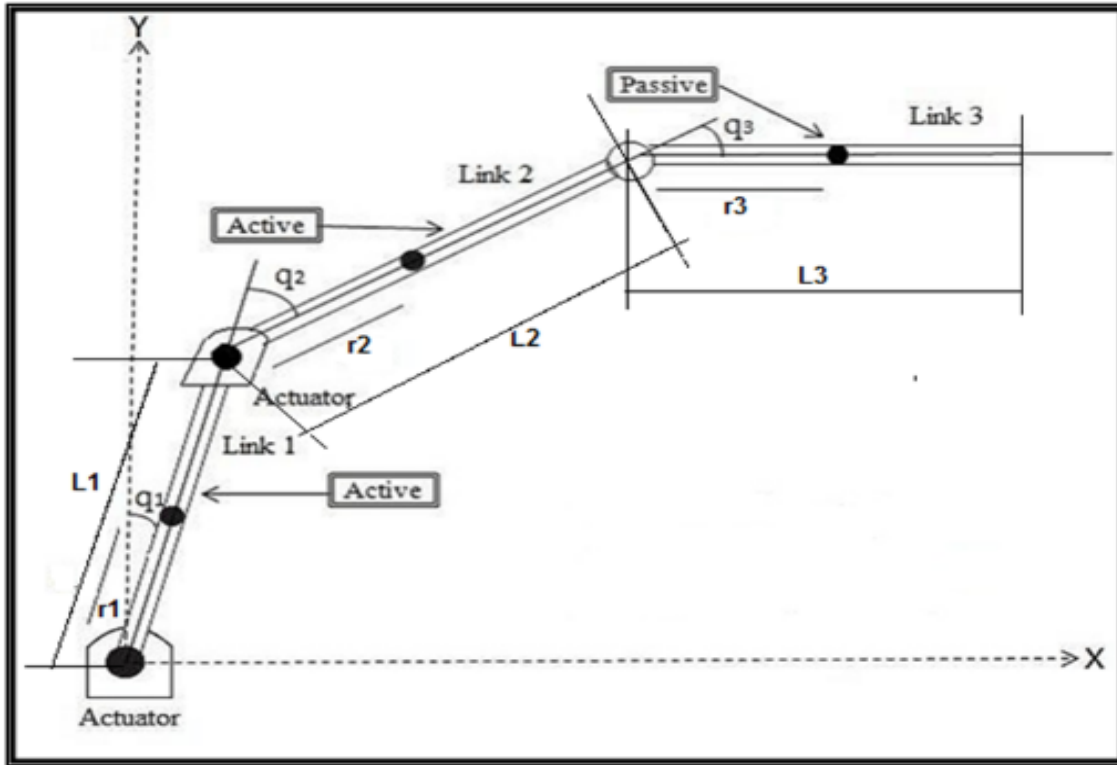 Y
Passive
Link 3
q3
Link 2
r3
Active
q2
L3
r2
L2
Actuator
Link 1
L1
q1
Active
r1
X
Actuator